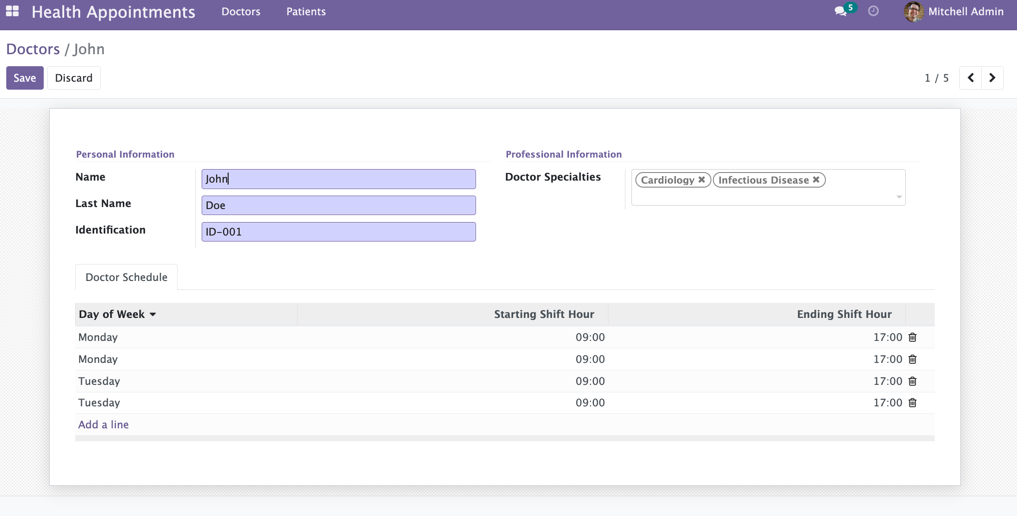 Health Appointments Doctors Patients 5 Mitchell Admin
Doctors / John
Save Discard 1 / 5
Personal Information
Name John
Last Name Doe
Identification ID-001
Professional Information
Doctor Specialties Cardiology ✖ Infectious Disease ✖
Doctor Schedule
Day of Week Starting Shift Hour Ending Shift Hour
Monday 09:00 17:00
Monday 09:00 17:00
Tuesday 09:00 17:00
Tuesday 09:00 17:00
Add a line